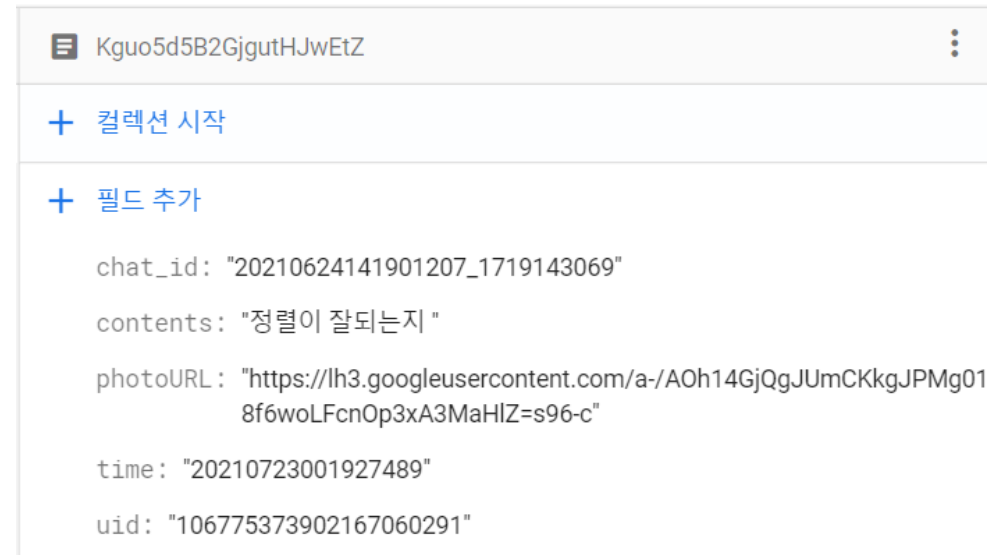 Kguo5d5B2GjgutHJwEtZ
컬렉션 시작
필드 추가
chat_id: "20210624141901207_1719143069"
contents: "정렬이 잘되는지 "
photoURL: "https://lh3.googleusercontent.com/a-/AOh14GjQgJUmCKkgJPMg01
8f6woLFcnOp3xA3MaHlZ=s96-c"
time: "20210723001927489"
uid: "106775373902167060291"